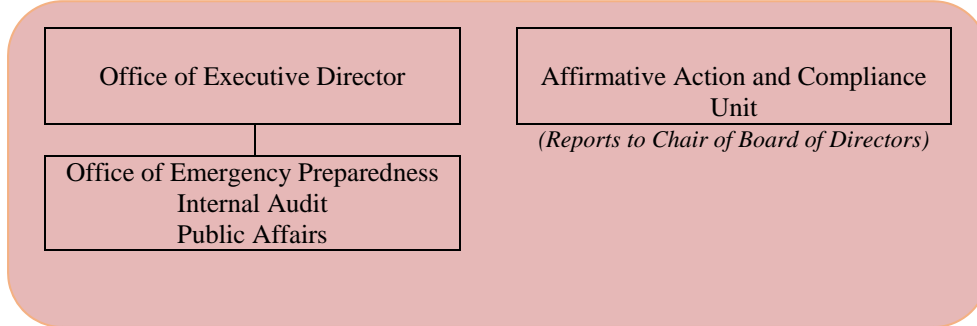 Office of Executive Director
Affirmative Action and Compliance
Unit
(Reports to Chair of Board of Directors)
Office of Emergency Preparedness
Internal Audit
Public Affairs